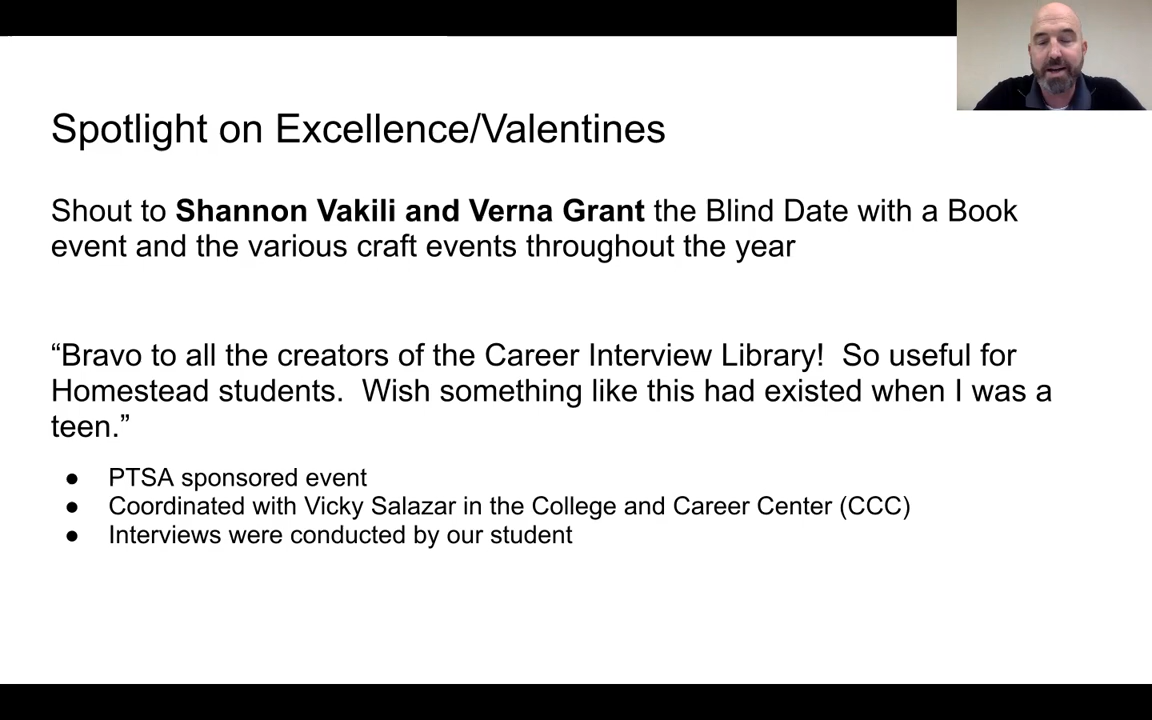 Spotlight on Excellence/Valentines
Shout to Shannon Vakili and Verna Grant the Blind Date with a Book
event and the various craft events throughout the year
“Bravo to all the creators of the Career Interview Library!  So useful for
Homestead students.  Wish something like this had existed when I was a
teen.”
● PTSA sponsored event
● Coordinated with Vicky Salazar in the College and Career Center (CCC)
● Interviews were conducted by our student